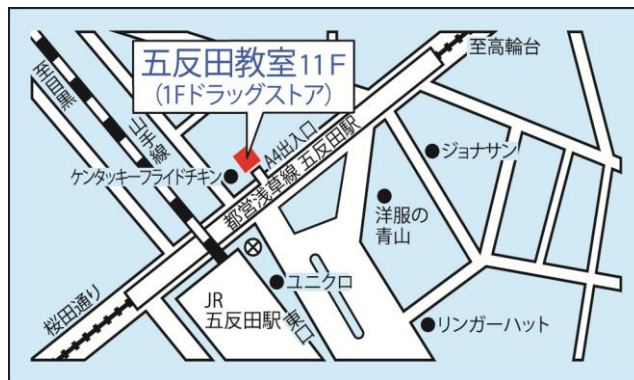 至高輪台
五反田教室11F
(1Fドラッグストア)
至目黒
山手線
A4出入口
都営浅草線 五反田駅
ケンタッキーフライドチキン
ジョナサン
洋服の
青山
ユニクロ
JR
五反田駅
東口
桜田通り
リンガーハット